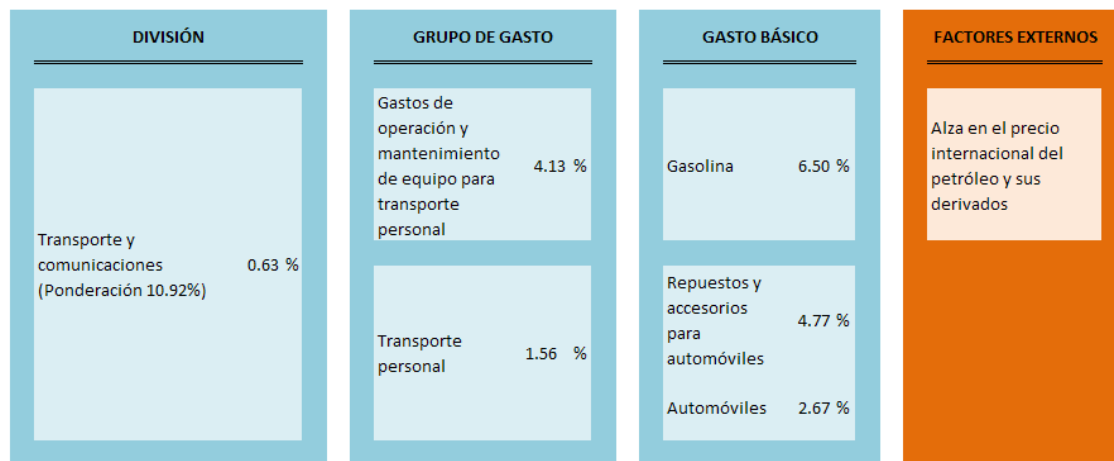 DIVISIÓN
Transporte y
comunicaciones 0.63 %
(Ponderación 10.92%)
GRUPO DE GASTO
Gastos de
operación y
mantenimiento
de equipo para 4.13 %
transporte
personal
Transporte
personal 1.56 %
GASTO BÁSICO
Gasolina 6.50 %
Repuestos y
accesorios
para 4.77 %
automóviles
Automóviles 2.67 %
FACTORES EXTERNOS
Alza en el precio
internacional del
petróleo y sus
derivados